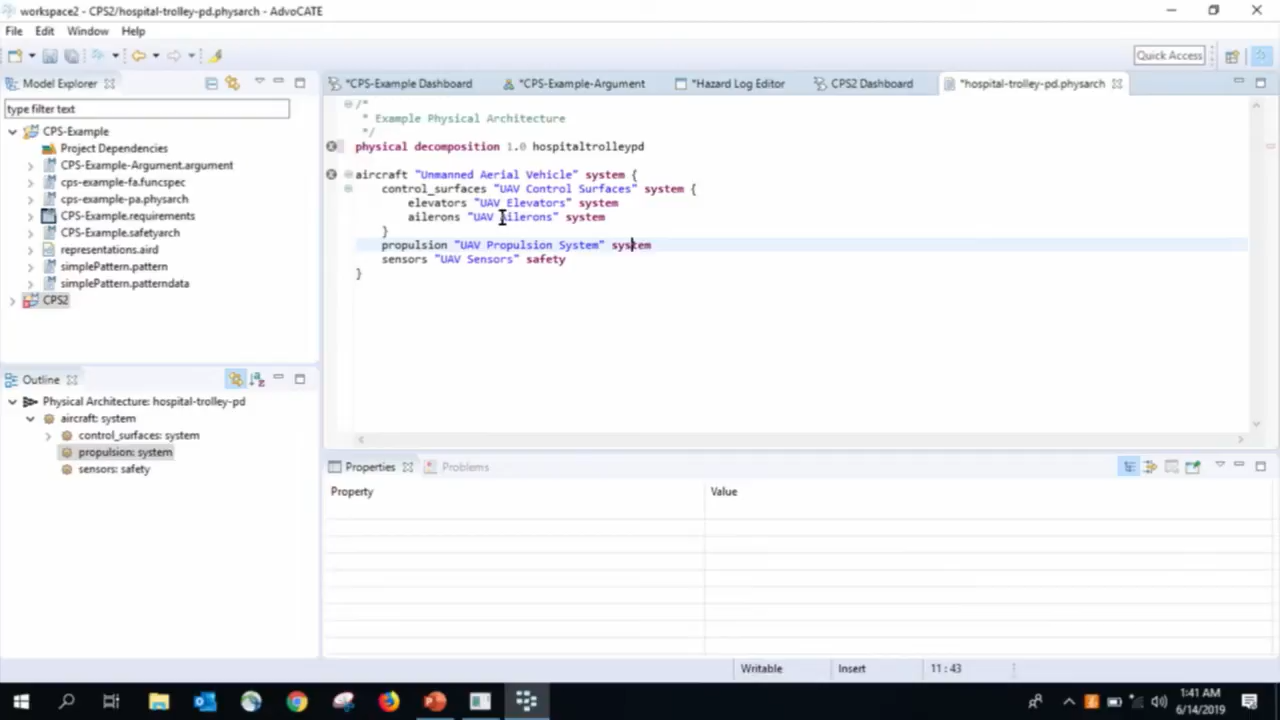 workspace2 - CPS2/hospital-trolley-pd.physarch - AdvoCATE
File Edit Window Help
Quick Access
Model Explorer
type filter text
CPS-Example
Project Dependencies
CPS-Example-Argument.argument
cps-example-fa.funcspec
cps-example-pa.physarch
CPS-Example.requirements
CPS-Example.safetyarch
representations.aird
simplePattern.pattern
simplePattern.patterndata
CPS2
Outline
Physical Architecture: hospital-trolley-pd
aircraft: system
control_surfaces: system
propulsion: system
sensors: safety
*CPS-Example Dashboard *CPS-Example-Argument *Hazard Log Editor CPS2 Dashboard *hospital-trolley-pd.physarch
/*
* Example Physical Architecture
*/
physical decomposition 1.0 hospitaltrolleypd
aircraft "Unmanned Aerial Vehicle" system {
control_surfaces "UAV Control Surfaces" system {
elevators "UAV Elevators" system
ailerons "UAV Ailerons" system
}
propulsion "UAV Propulsion System" system
sensors "UAV Sensors" safety
}
Properties Problems
Property Value
Writable Insert 11 : 43
1:41 AM
6/14/2019